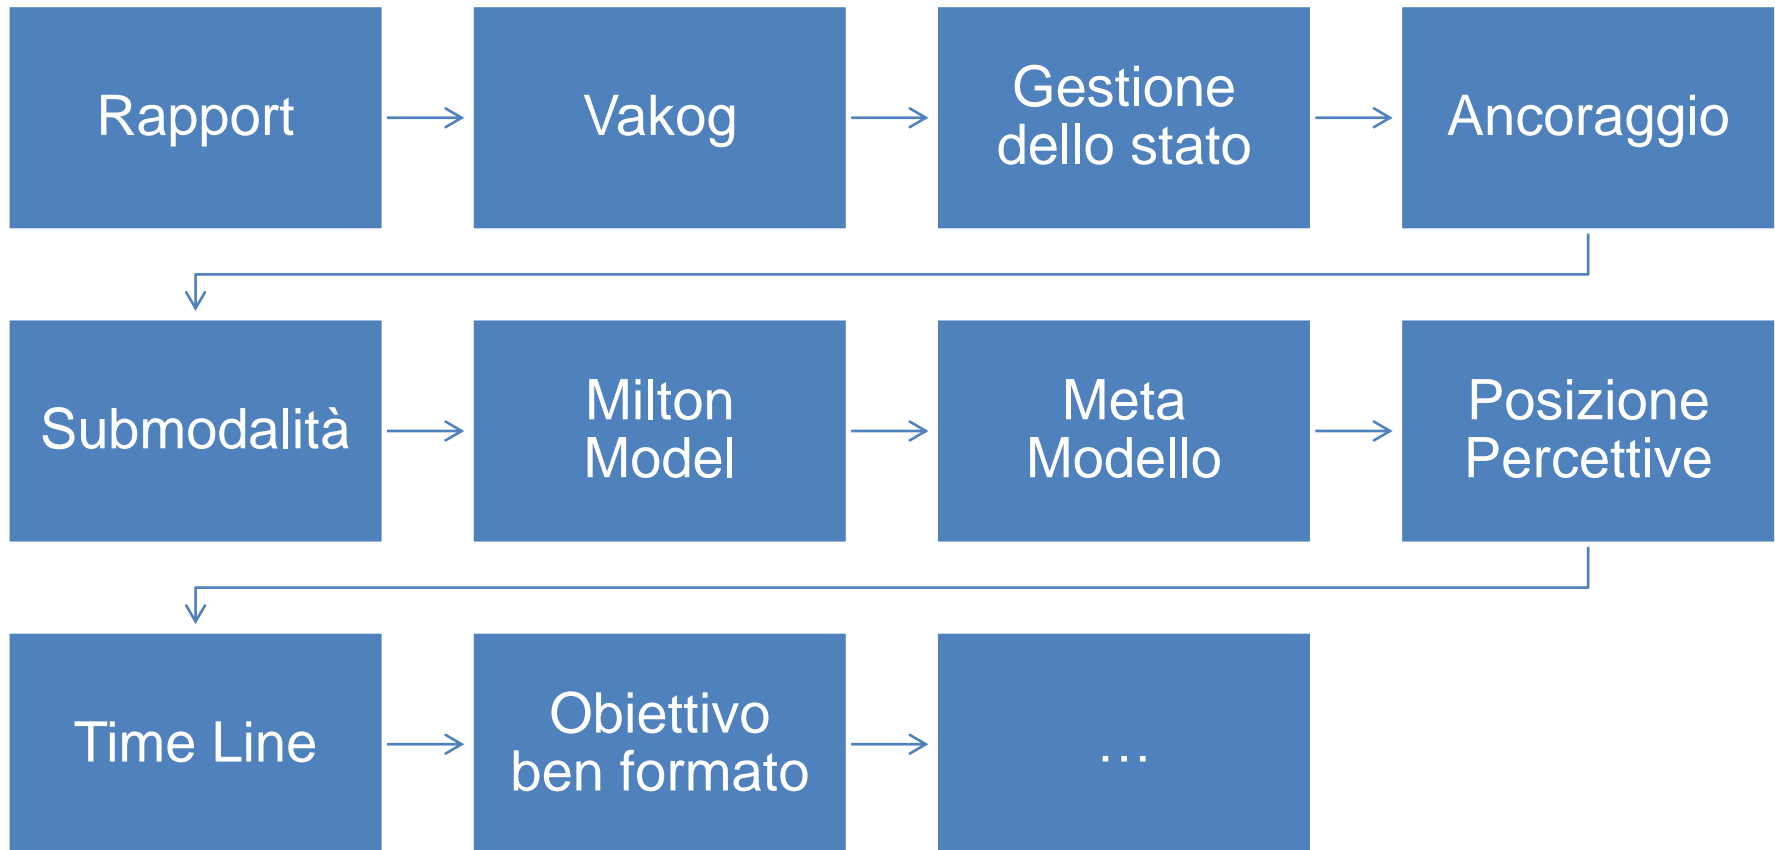 Rapport
Vakog
Gestione
dello stato
Ancoraggio
Submodalità
Milton
Model
Meta
Modello
Posizione
Percettive
Time Line
Obiettivo
ben formato
…